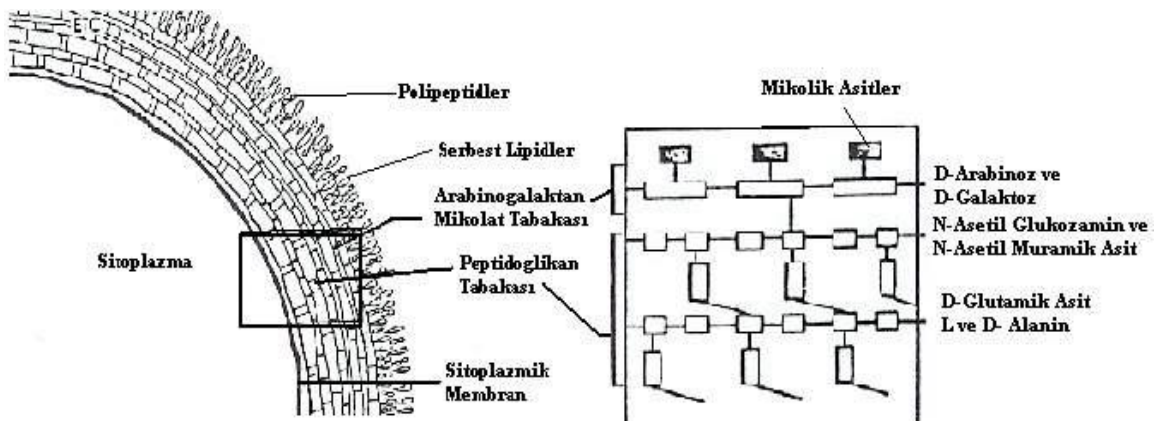 E C
Polipeptidler
Serbest Lipidler
Arabinogalaktan
Mikolat Tabakası
Sitoplazma
Peptidoglikan
Tabakası
Sitoplazmik
Membran
Mikolik Asitler
D-Arabinoz ve
D-Galaktoz
N-Asetil Glukozamin ve
N-Asetil Muramik Asit
D-Glutamik Asit
L ve D- Alanin